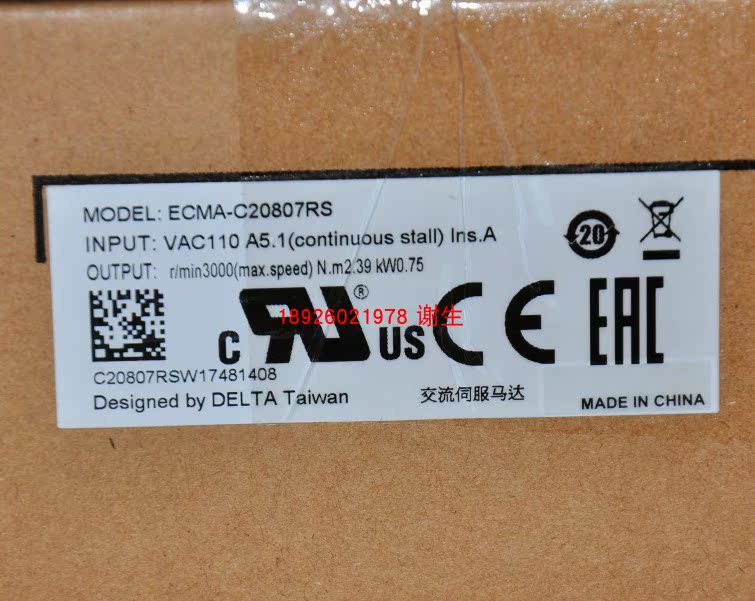 MODEL: ECMA-C20807RS
INPUT: VAC110 A5.1(continuous stall) Ins.A
OUTPUT: r/min3000(max.speed) N.m2.39 kW0.75
20
18926021978 谢生
c RU ® US CE EAC
C20807RSW17481408
Designed by DELTA Taiwan
交流伺服马达
MADE IN CHINA